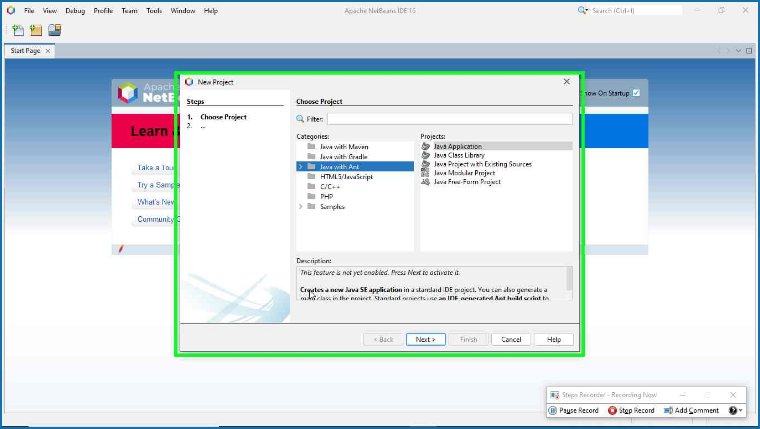 File View Debug Profile Team Tools Window Help
Apache NetBeans IDE 16
Search (Ctrl+I)
Start Page
Apac
NetB
Show On Startup
Learn &
Take a Tour
Try a Samp
What's New
Community C
New Project
Steps
1. Choose Project
2. ...
Choose Project
Filter:
Categories:
Java with Maven
Java with Gradle
Java with Ant
HTML5/JavaScript
C/C++
PHP
Samples
Projects:
Java Application
Java Class Library
Java Project with Existing Sources
Java Modular Project
Java Free-Form Project
Description:
This feature is not yet enabled. Press Next to activate it.
Creates a new Java SE application in a standard IDE project. You can also generate a
main class in the project. Standard projects use an IDE-generated Ant build script to
< Back Next > Finish Cancel Help
Steps Recorder - Recording Now
Pause Record Stop Record Add Comment